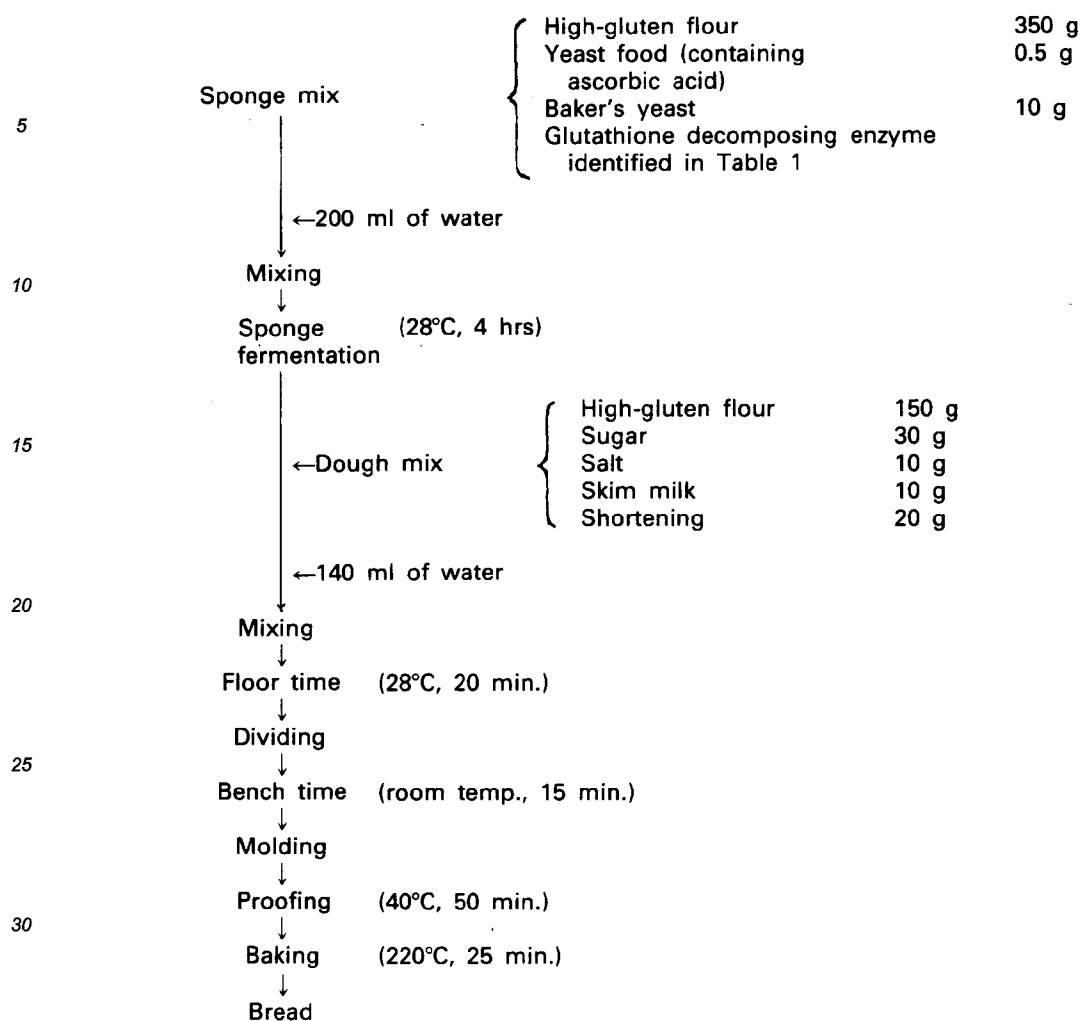 High-gluten flour 350 g
Yeast food (containing 0.5 g
ascorbic acid)
Sponge mix
Baker's yeast 10 g
5
Glutathione decomposing enzyme
identified in Table 1
←200 ml of water
Mixing
10
Sponge (28°C, 4 hrs)
fermentation
High-gluten flour 150 g
15
Sugar 30 g
←Dough mix
Salt 10 g
Skim milk 10 g
Shortening 20 g
←140 ml of water
20
Mixing
Floor time (28°C, 20 min.)
Dividing
25
Bench time (room temp., 15 min.)
Molding
Proofing (40°C, 50 min.)
30
Baking (220°C, 25 min.)
Bread